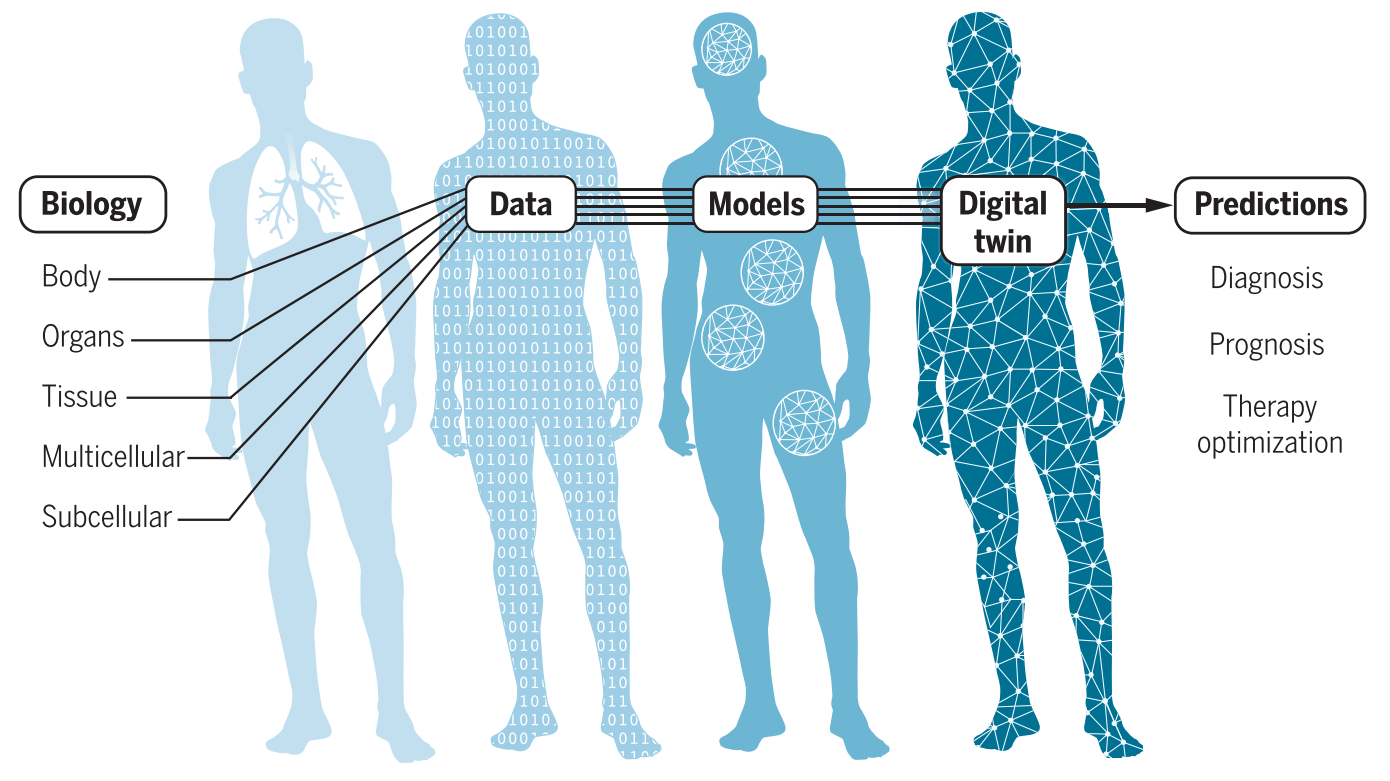 Biology
Body
Organs
Tissue
Multicellular
Subcellular
Data
Models
Digital
twin
Predictions
Diagnosis
Prognosis
Therapy
optimization